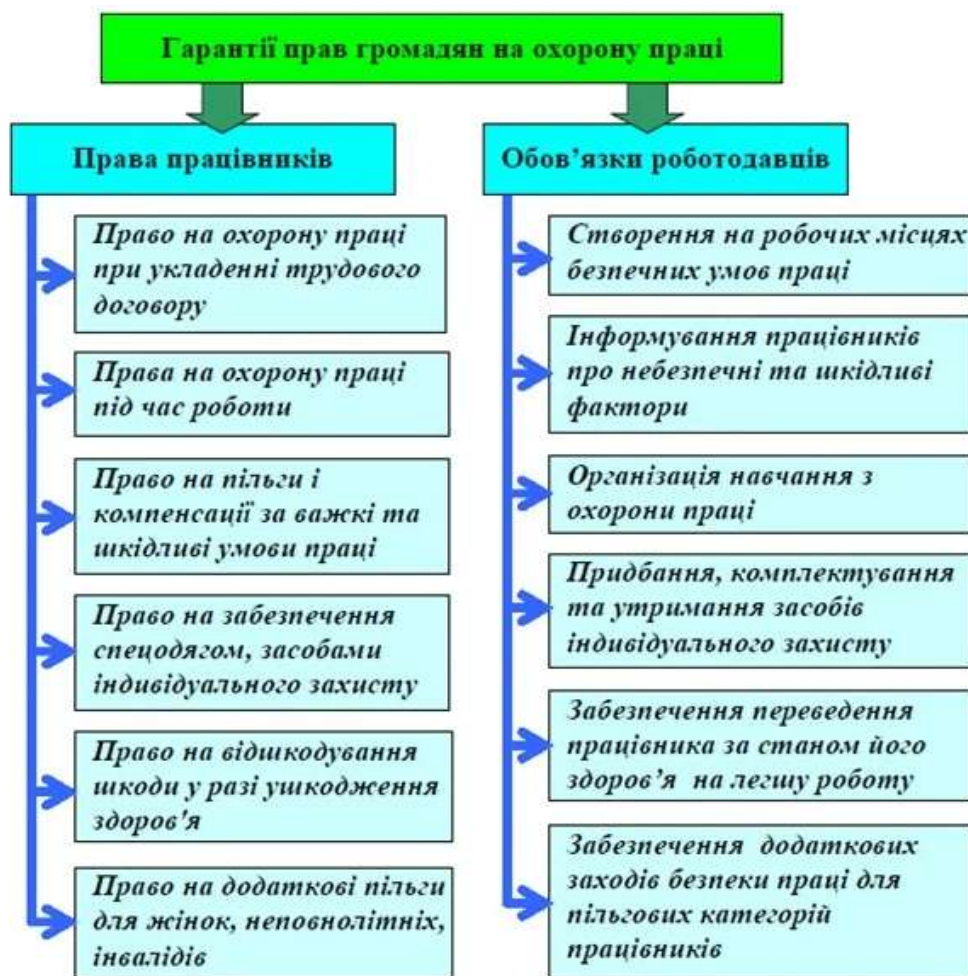 Гарантії прав громадян на охорону праці
Права працівників
Право на охорону праці
при укладенні трудового
договору
Права на охорону праці
під час роботи
Право на пільги і
компенсації за важкі та
шкідливі умови праці
Право на забезпечення
спецодягом, засобами
індивідуального захисту
Право на відшкодування
шкоди у разі ушкодження
здоров'я
Право на додаткові пільги
для жінок, неповнолітніх,
інвалідів
Обов’язки роботодавців
Створення на робочих місцях
безпечних умов праці
Інформування працівників
про небезпечні та шкідливі
фактори
Організація навчання з
охорони праці
Придбання, комплектування
та утримання засобів
індивідуального захисту
Забезпечення переведення
працівника за станом його
здоров’я на легшу роботу
Забезпечення додаткових
заходів безпеки праці для
пільгових категорій
працівників